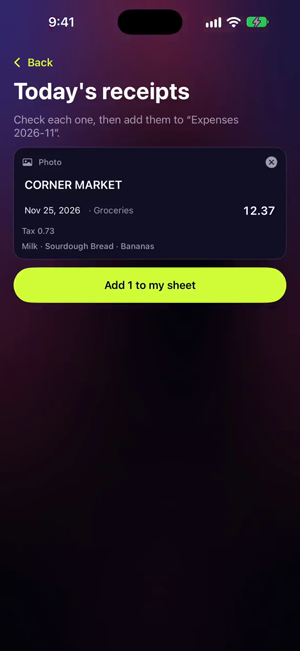 9:41
Back
Today's receipts
Check each one, then add them to “Expenses
2026-11”.
Photo
CORNER MARKET
Nov 25, 2026 · Groceries 12.37
Tax 0.73
Milk · Sourdough Bread · Bananas
Add 1 to my sheet